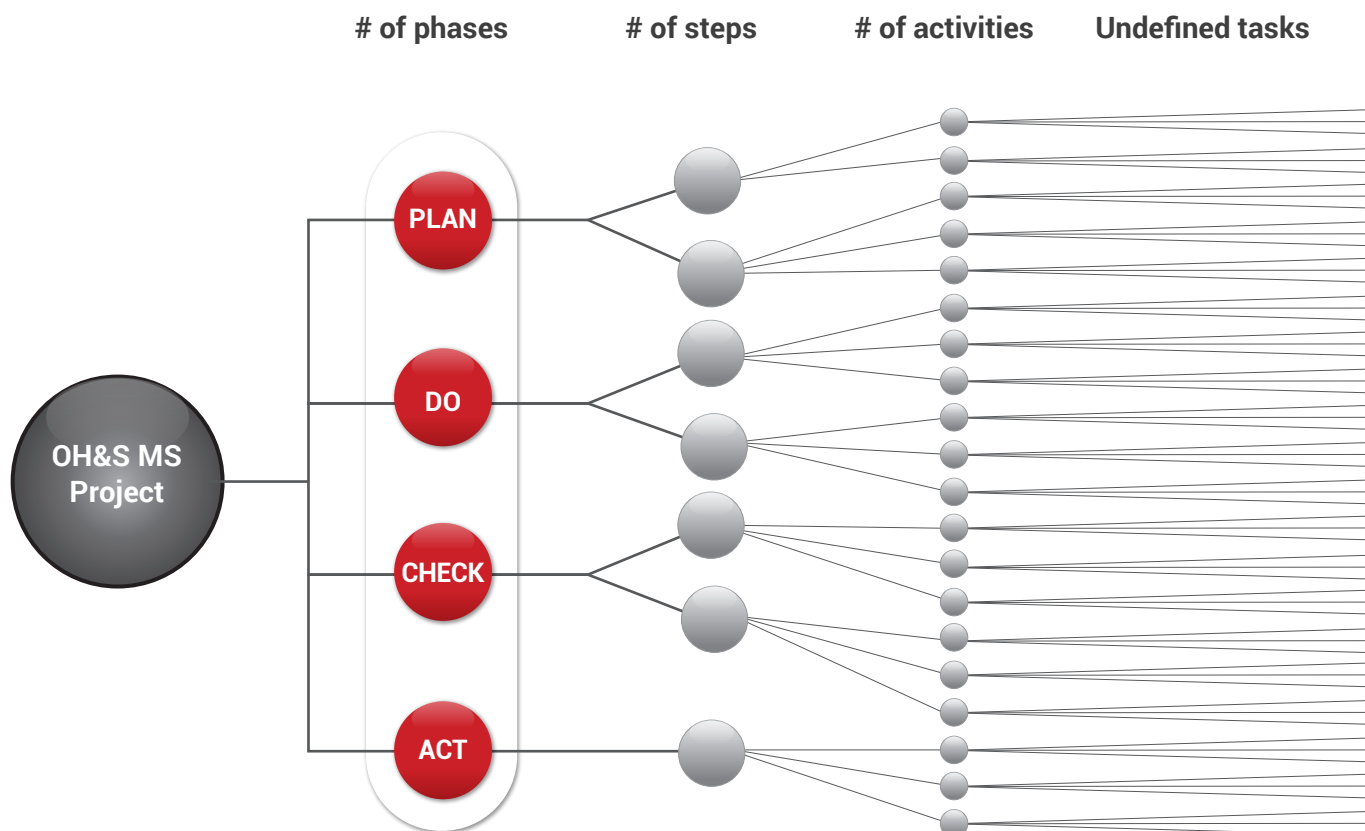 # of phases # of steps # of activities Undefined tasks
PLAN
DO
OH&S MS
Project
CHECK
ACT